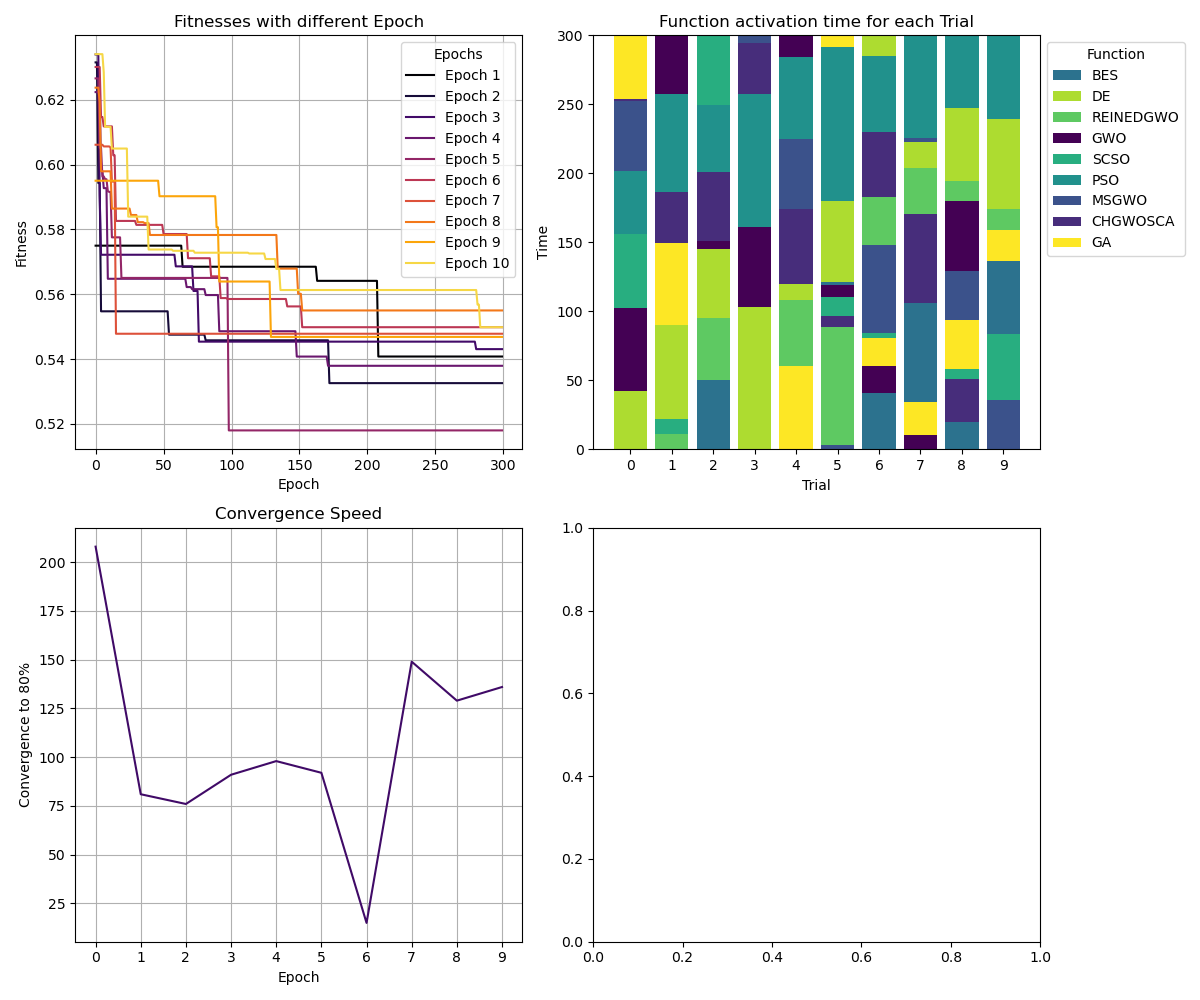 Fitnesses with different Epoch
Fitness
0.62
0.60
0.58
0.56
0.54
0.52
0 50 100 150 200 250 300
Epoch
Epochs
Epoch 1
Epoch 2
Epoch 3
Epoch 4
Epoch 5
Epoch 6
Epoch 7
Epoch 8
Epoch 9
Epoch 10
Function activation time for each Trial
Time
300
250
200
150
100
50
0
0 1 2 3 4 5 6 7 8 9
Trial
Function
BES
DE
REINEDGWO
GWO
SCSO
PSO
MSGWO
CHGWOSCA
GA
Convergence Speed
Convergence to 80%
200
175
150
125
100
75
50
25
0 1 2 3 4 5 6 7 8 9
Epoch
1.0
0.8
0.6
0.4
0.2
0.0
0.0 0.2 0.4 0.6 0.8 1.0